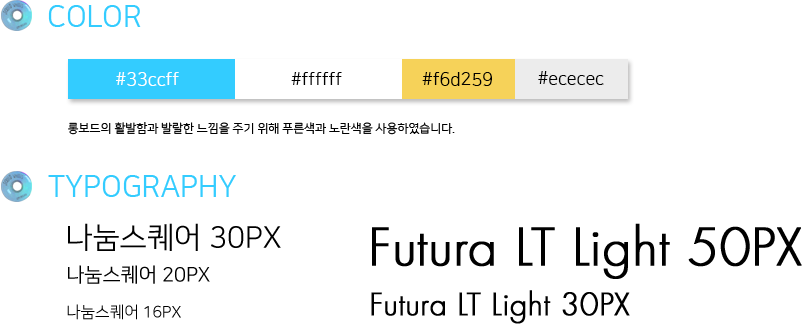 COLOR
#33ccff #ffffff #f6d259 #ececec
롱보드의 활발함과 발랄한 느낌을 주기 위해 푸른색과 노란색을 사용하였습니다.
TYPOGRAPHY
나눔스퀘어 30PX
나눔스퀘어 20PX
나눔스퀘어 16PX
Futura LT Light 50PX
Futura LT Light 30PX